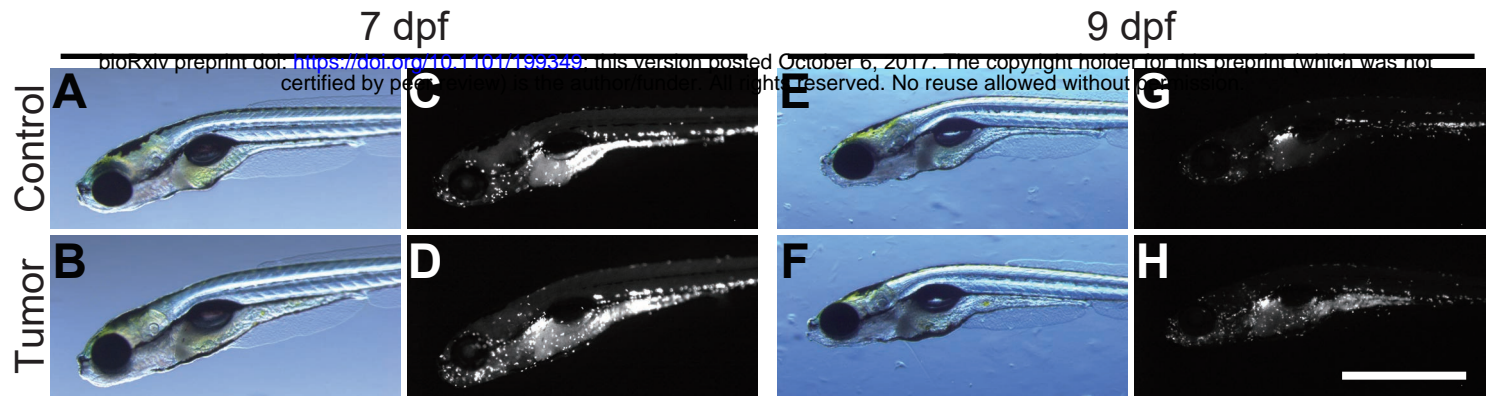 7 dpf
9 dpf
bioRxiv preprint doi: https://doi.org/10.1101/199349; this version posted October 6, 2017. The copyright holder for this preprint (which was not
certified by peer review) is the author/funder. All rights reserved. No reuse allowed without permission.
Control
A
C
E
G
Tumor
B
D
F
H